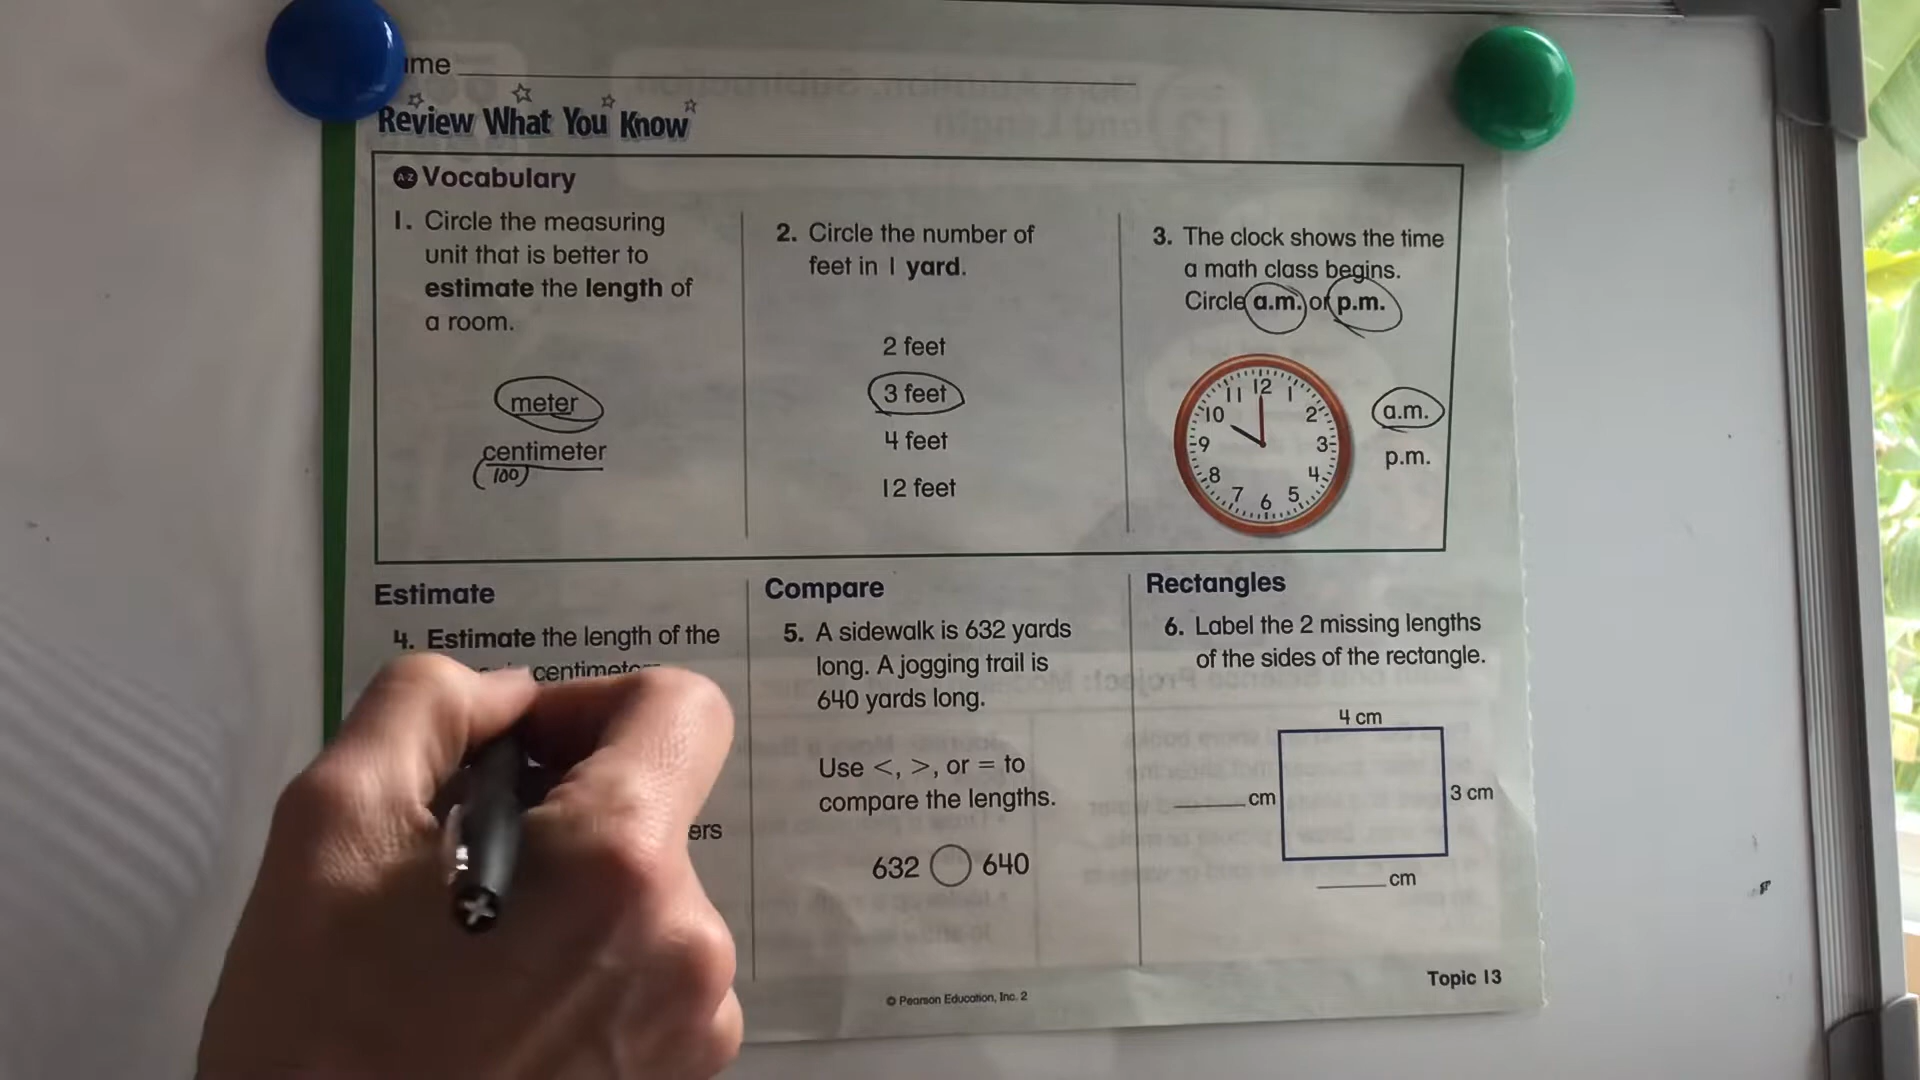 ame
Review What You Know
A-Z Vocabulary
1. Circle the measuring
unit that is better to
estimate the length of
a room.
meter
centimeter
(100)
2. Circle the number of
feet in 1 yard.
2 feet
3 feet
4 feet
12 feet
3. The clock shows the time
a math class begins.
Circle a.m. or p.m.
12
1
2
3
4
5
6
7
8
9
10
11
a.m.
p.m.
Estimate
4. Estimate the length of the
ers
Compare
5. A sidewalk is 632 yards
long. A jogging trail is
640 yards long.
Use <, >, or = to
compare the lengths.
632 ◯ 640
Rectangles
6. Label the 2 missing lengths
of the sides of the rectangle.
4 cm
____ cm
3 cm
____ cm
Topic 13
© Pearson Education, Inc. 2